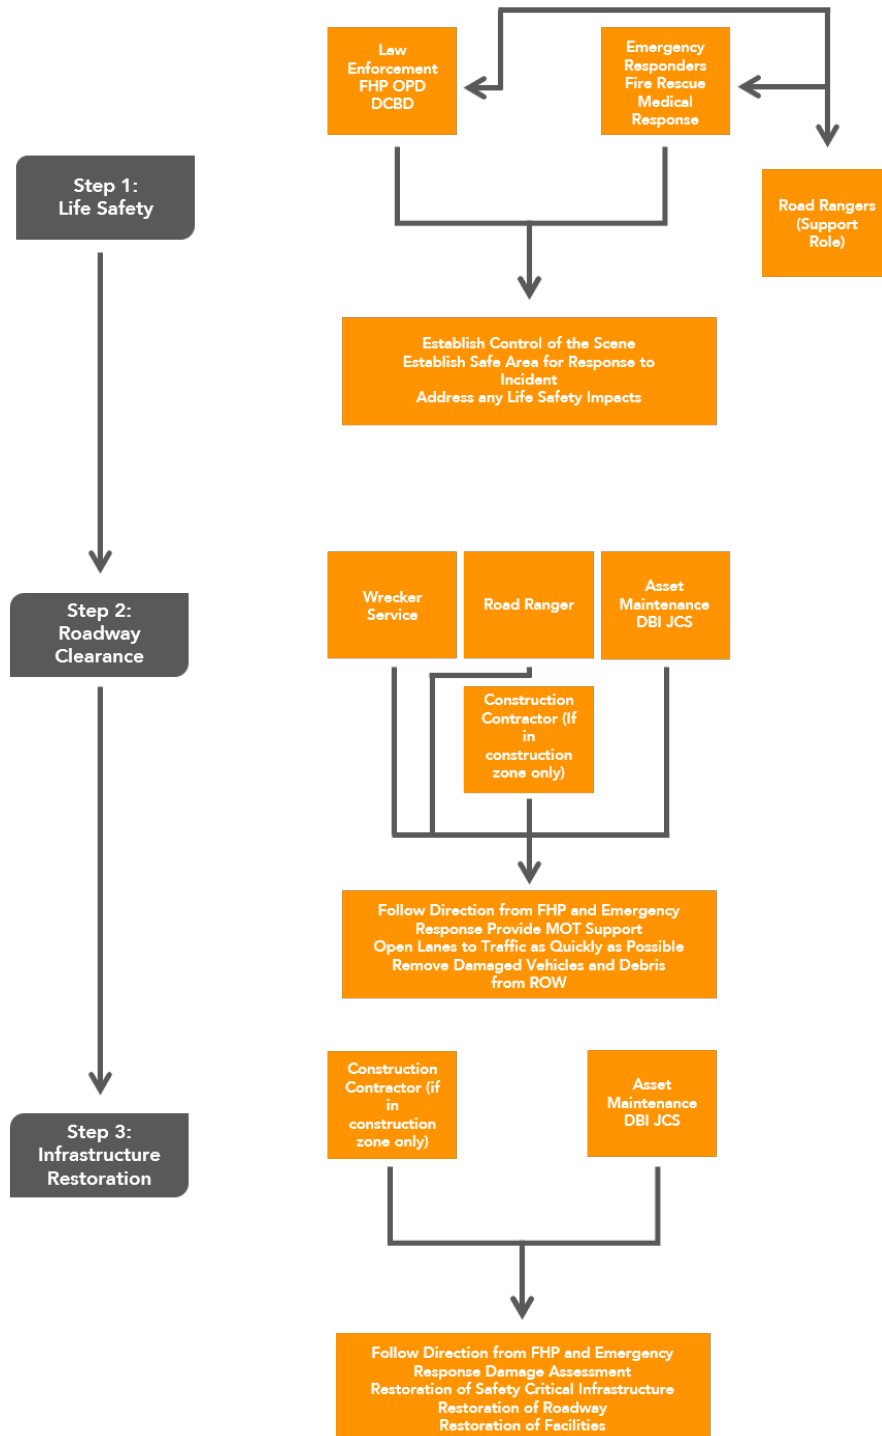 Law
Enforcement
FHP OPD
DCBD
Emergency
Responders
Fire Rescue
Medical
Response
Step 1:
Life Safety
Road Rangers
(Support
Role)
Establish Control of the Scene
Establish Safe Area for Response to
Incident
Address any Life Safety Impacts
Step 2:
Roadway
Clearance
Wrecker
Service
Road Ranger
Asset
Maintenance
DBI JCS
Construction
Contractor (If
in
construction
zone only)
Follow Direction from FHP and Emergency
Response Provide MOT Support
Open Lanes to Traffic as Quickly as Possible
Remove Damaged Vehicles and Debris
from ROW
Step 3:
Infrastructure
Restoration
Construction
Contractor (if
in
construction
zone only)
Asset
Maintenance
DBI JCS
Follow Direction from FHP and Emergency
Response Damage Assessment
Restoration of Safety Critical Infrastructure
Restoration of Roadway
Restoration of Facilities